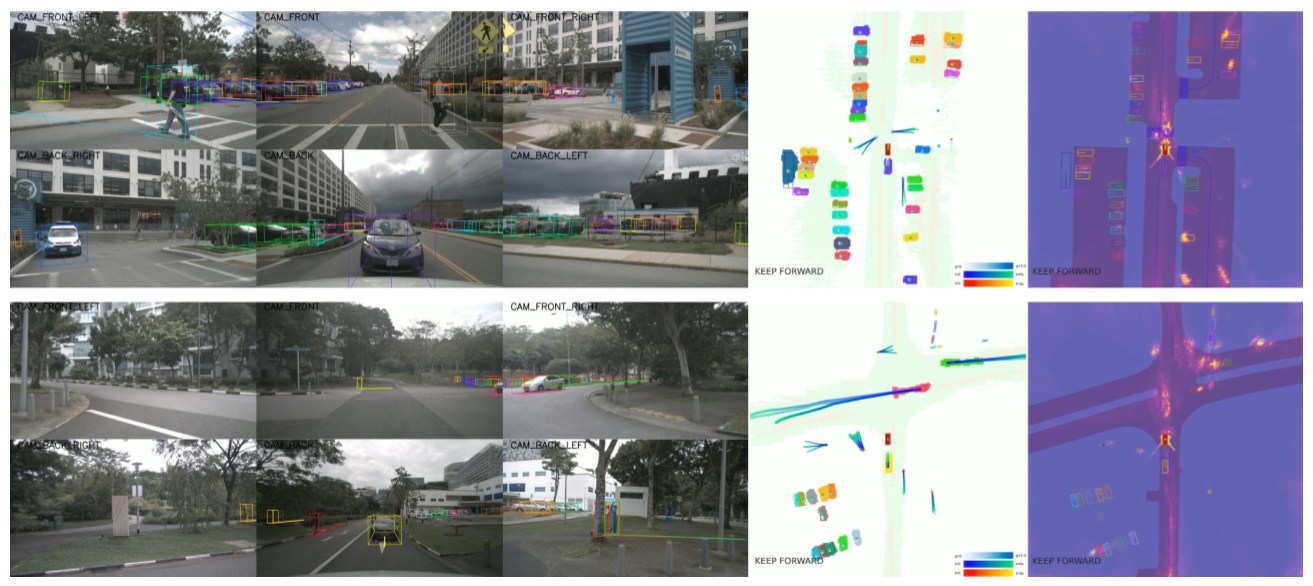 CAM_FRONT_LEFT
CAM_FRONT
CAM_FRONT_RIGHT
CAM_BACK_RIGHT
CAM_BACK
CAM_BACK_LEFT
KEEP FORWARD
KEEP FORWARD
CAM_FRONT_LEFT
CAM_FRONT
CAM_FRONT_RIGHT
CAM_BACK_RIGHT
CAM_BACK
CAM_BACK_LEFT
KEEP FORWARD
KEEP FORWARD